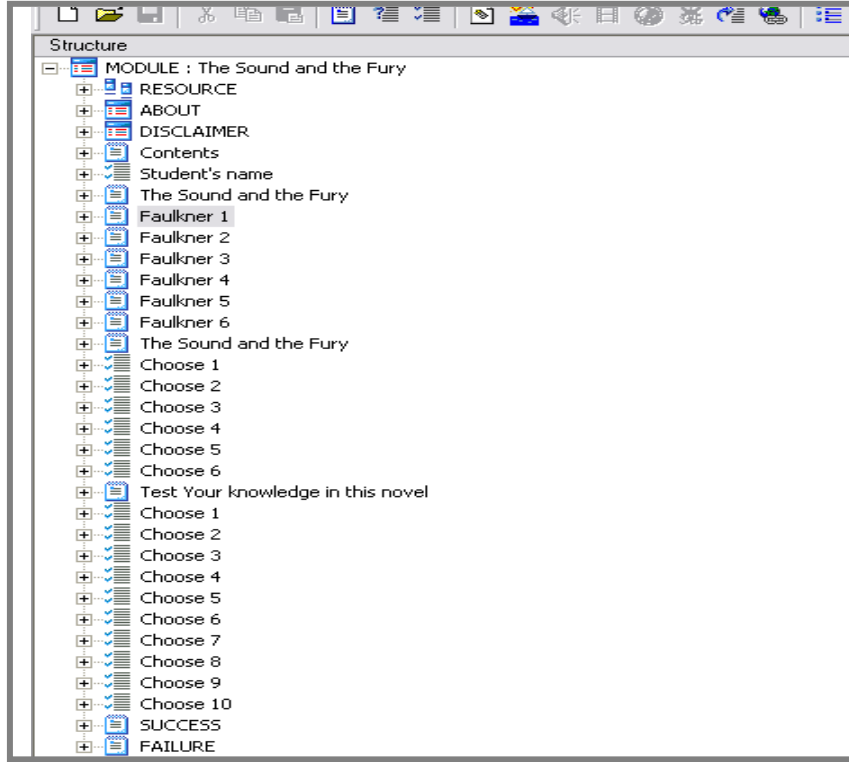 Structure
MODULE : The Sound and the Fury
RESOURCE
ABOUT
DISCLAIMER
Contents
Student's name
The Sound and the Fury
Faulkner 1
Faulkner 2
Faulkner 3
Faulkner 4
Faulkner 5
Faulkner 6
The Sound and the Fury
Choose 1
Choose 2
Choose 3
Choose 4
Choose 5
Choose 6
Test Your knowledge in this novel
Choose 1
Choose 2
Choose 3
Choose 4
Choose 5
Choose 6
Choose 7
Choose 8
Choose 9
Choose 10
SUCCESS
FAILURE